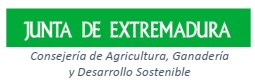 JUNTA DE EXTREMADURA
Consejería de Agricultura, Ganadería
y Desarrollo Sostenible